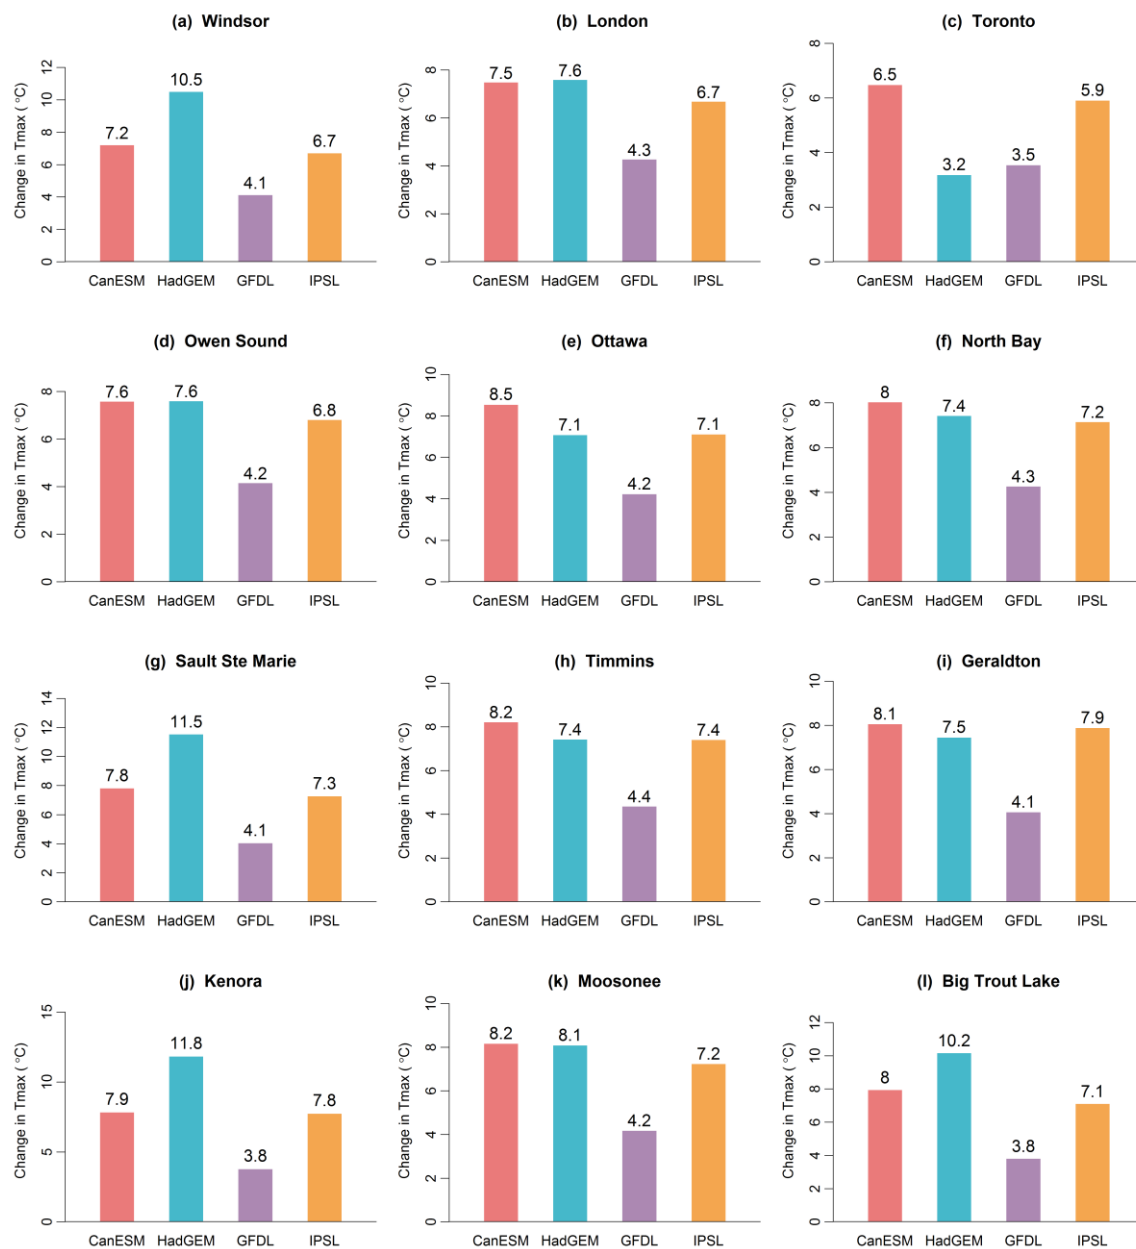 (a) Windsor
Change in Tmax ( °C)
0 2 4 6 8 10 12
7.2 10.5 4.1 6.7
CanESM HadGEM GFDL IPSL
(b) London
Change in Tmax ( °C)
0 2 4 6 8
7.5 7.6 4.3 6.7
CanESM HadGEM GFDL IPSL
(c) Toronto
Change in Tmax ( °C)
0 2 4 6 8
6.5 3.2 3.5 5.9
CanESM HadGEM GFDL IPSL
(d) Owen Sound
Change in Tmax ( °C)
0 2 4 6 8
7.6 7.6 4.2 6.8
CanESM HadGEM GFDL IPSL
(e) Ottawa
Change in Tmax ( °C)
0 2 4 6 8 10
8.5 7.1 4.2 7.1
CanESM HadGEM GFDL IPSL
(f) North Bay
Change in Tmax ( °C)
0 2 4 6 8
8 7.4 4.3 7.2
CanESM HadGEM GFDL IPSL
(g) Sault Ste Marie
Change in Tmax ( °C)
0 2 4 6 8 10 12 14
7.8 11.5 4.1 7.3
CanESM HadGEM GFDL IPSL
(h) Timmins
Change in Tmax ( °C)
0 2 4 6 8 10
8.2 7.4 4.4 7.4
CanESM HadGEM GFDL IPSL
(i) Geraldton
Change in Tmax ( °C)
0 2 4 6 8 10
8.1 7.5 4.1 7.9
CanESM HadGEM GFDL IPSL
(j) Kenora
Change in Tmax ( °C)
0 5 10 15
7.9 11.8 3.8 7.8
CanESM HadGEM GFDL IPSL
(k) Moosonee
Change in Tmax ( °C)
0 2 4 6 8 10
8.2 8.1 4.2 7.2
CanESM HadGEM GFDL IPSL
(l) Big Trout Lake
Change in Tmax ( °C)
0 2 4 6 8 10 12
8 10.2 3.8 7.1
CanESM HadGEM GFDL IPSL